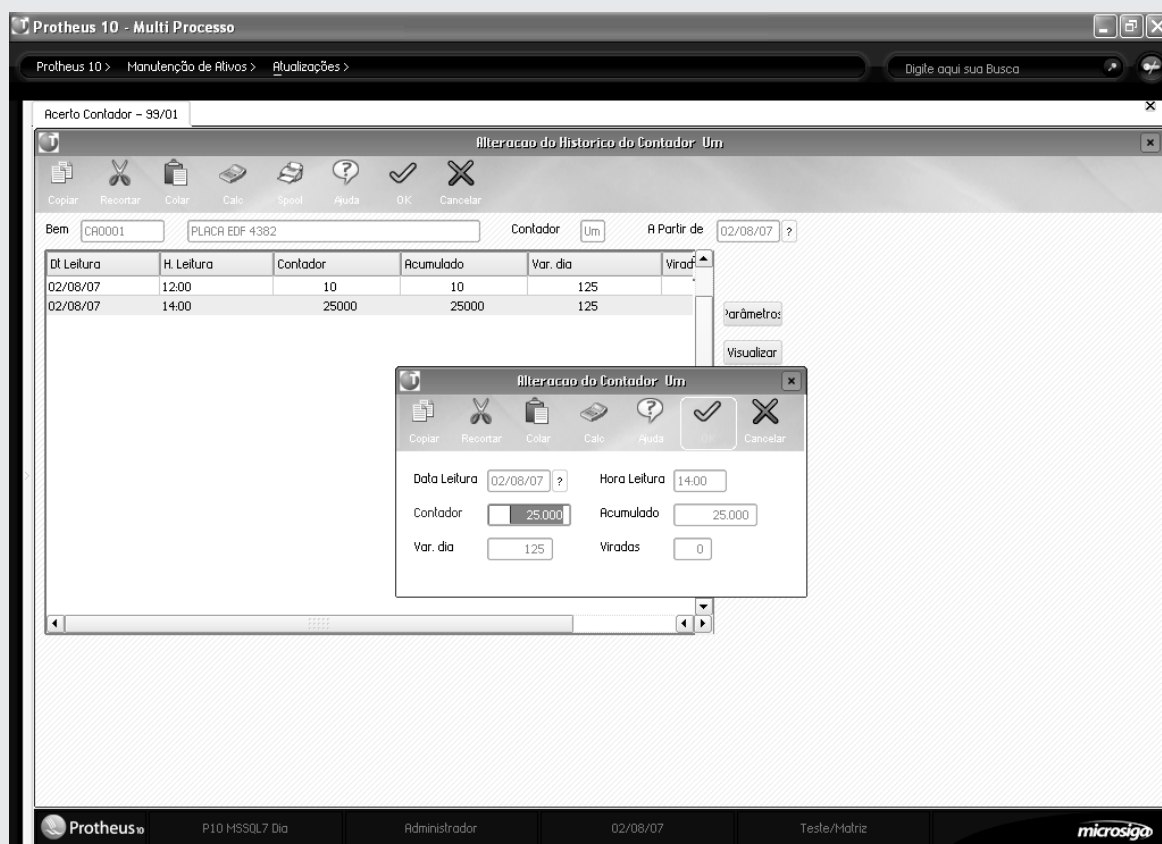 Protheus 10 - Multi Processo
Protheus 10 > Manutenção de Ativos > Atualizações >
Digite aqui sua Busca
Acerto Contador - 99/01
Alteracao do Historico do Contador Um
Copiar Recortar Colar Calc Spool Ajuda OK Cancelar
Bem CA0001 PLACA EDF 4382 Contador Um A Partir de 02/08/07 ?
Dt Leitura H. Leitura Contador Acumulado Var. dia Virad
02/08/07 12:00 10 10 125
02/08/07 14:00 25000 25000 125
Parâmetros
Visualizar
Alteracao do Contador Um
Copiar Recortar Colar Calc Ajuda OK Cancelar
Data Leitura 02/08/07 ? Hora Leitura 14:00
Contador 25.000 Acumulado 25.000
Var. dia 125 Viradas 0
Protheus 10 P10 MSSQL7 Dia Administrador 02/08/07 Teste/Matriz microsiga